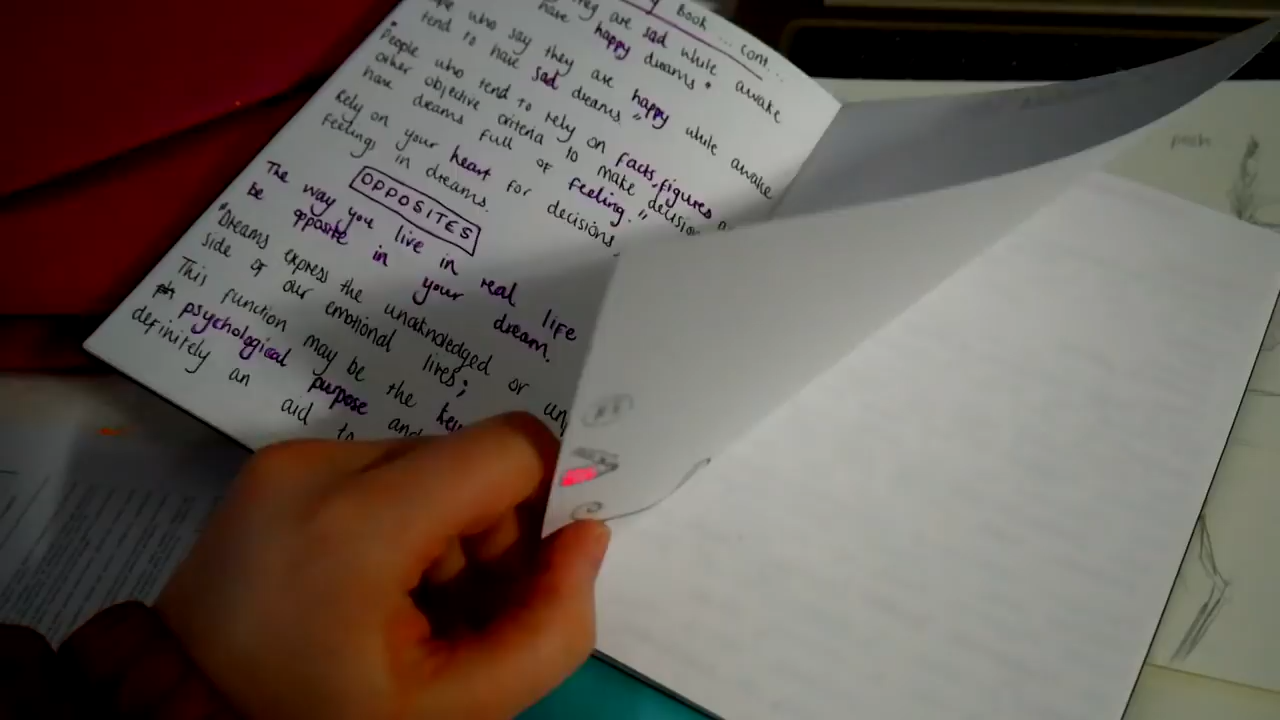 Book ... cont...
they are sad while awake
have happy dreams"
who say they are happy while awake
tend to have sad dreams"
People who tend to rely on facts, figures
other objective criteria to make
have dreams full of feeling."
Rely on your heart for decisions,
feelings in dreams.
OPPOSITES
The way you live in real life
be opposite in your dream.
"Dreams express the unacknoledged or
side of our emotional lives;
This function may be the key
psychological purpose and
definitely an aid to
push